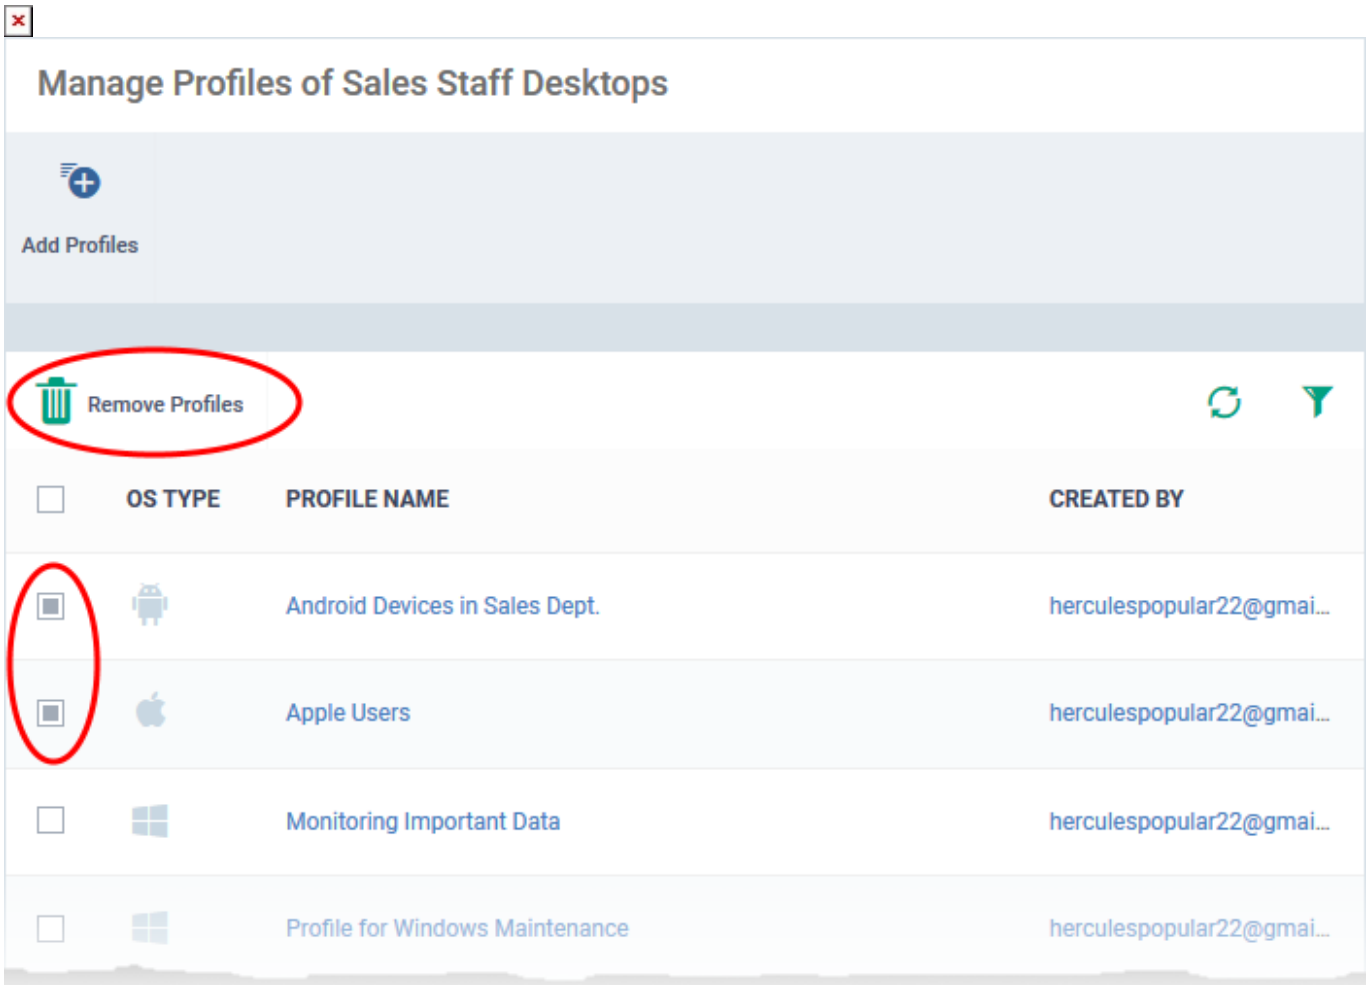 Manage Profiles of Sales Staff Desktops
Add Profiles
Remove Profiles
OS TYPE PROFILE NAME CREATED BY
Android Devices in Sales Dept. herculespopular22@gmai...
Apple Users herculespopular22@gmai...
Monitoring Important Data herculespopular22@gmai...
Profile for Windows Maintenance herculespopular22@gmai...